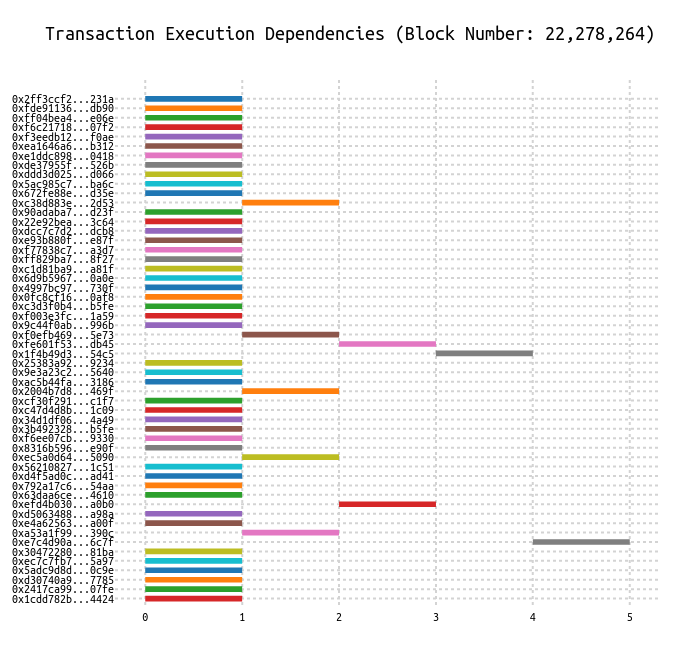 Transaction Execution Dependencies (Block Number: 22,278,264)
0x2ff3ccf2...231a
0xfde91136...db90
0xff04bea4...e06e
0xf6c21718...07f2
0xf3eedb12...f0ae
0xea1646a6...b312
0xe1ddc898...0418
0xde37955f...526b
0xddd3d025...d066
0x5ac985c7...ba6c
0x672fe88e...d35e
0xc38d883e...2d53
0x90adaba7...d23f
0x22e92bea...3c64
0xdcc7c7d2...dcb8
0xe93b880f...e87f
0xf77838c7...a3d7
0xff829ba7...8f27
0xc1d81ba9...a81f
0x6d9b5967...0a0e
0x4997bc97...730f
0x0fc8cf16...0af8
0xc3d3f0b4...b5fe
0xf003e3fc...1a59
0x9c44f0ab...996b
0xf0efb469...5e73
0xfe601f53...db45
0x1f4b49d3...54c5
0x25383a92...9234
0x9e3a23c2...5640
0xac5b44fa...3186
0x2004b7d8...469f
0xcf30f291...c1f7
0xc47d4d8b...1c09
0x34d1df06...4a49
0x3b492328...b5fe
0xf6ee07cb...9330
0x8316b596...e90f
0xec5a0d64...5090
0x56210827...1c51
0xd4f5ad0c...ad41
0x792a17c6...54aa
0x63daa6ce...4610
0xefd4b030...a0b0
0xd5063488...a98a
0xe4a62563...a00f
0xa53a1f99...390c
0xe7c4d90a...6c7f
0x30472280...81ba
0xec7c7fb7...5a97
0x5adc9d8d...0c9e
0xd30740a9...7785
0x2417ca99...07fe
0x1cdd782b...4424
0 1 2 3 4 5